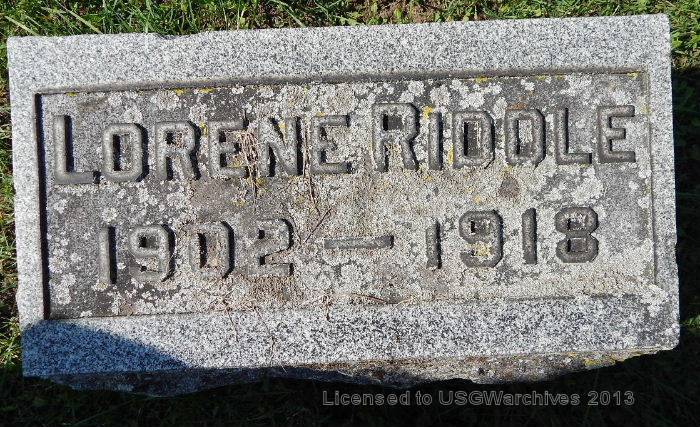 LORENE RIDDLE
1902 — 1918
Licensed to USGWarchives 2013